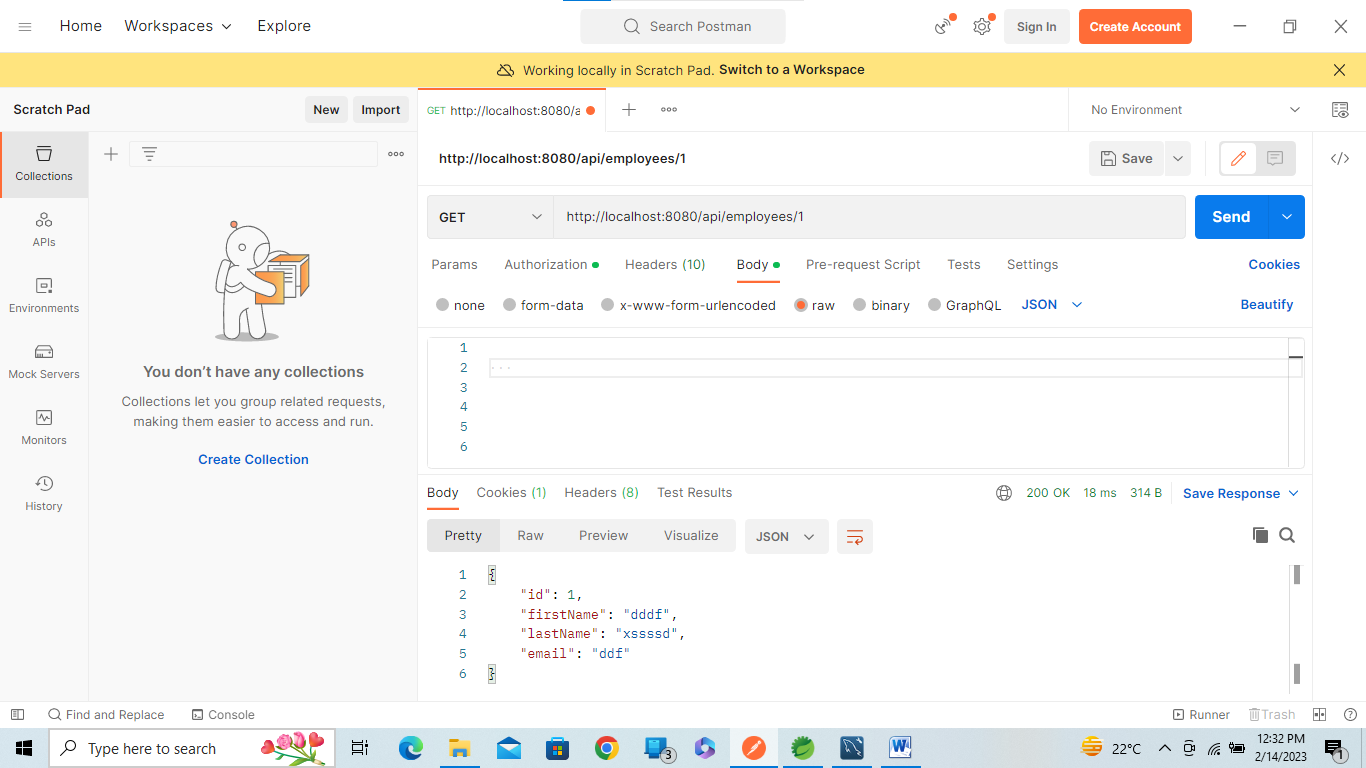 Home Workspaces Explore Search Postman Sign In Create Account
Working locally in Scratch Pad. Switch to a Workspace
Scratch Pad New Import GET http://localhost:8080/a No Environment
http://localhost:8080/api/employees/1 Save
Collections
APIs
Environments
Mock Servers
Monitors
History
You don't have any collections
Collections let you group related requests,
making them easier to access and run.
Create Collection
GET http://localhost:8080/api/employees/1 Send
Params Authorization Headers (10) Body Pre-request Script Tests Settings Cookies
none form-data x-www-form-urlencoded raw binary GraphQL JSON Beautify
1
2
3
4
5
6
Body Cookies (1) Headers (8) Test Results 200 OK 18 ms 314 B Save Response
Pretty Raw Preview Visualize JSON
1 {
2 "id": 1,
3 "firstName": "dddf",
4 "lastName": "xssssd",
5 "email": "ddf"
6 }
Find and Replace Console Runner Trash
Type here to search 3 22°C 12:32 PM
2/14/2023 1